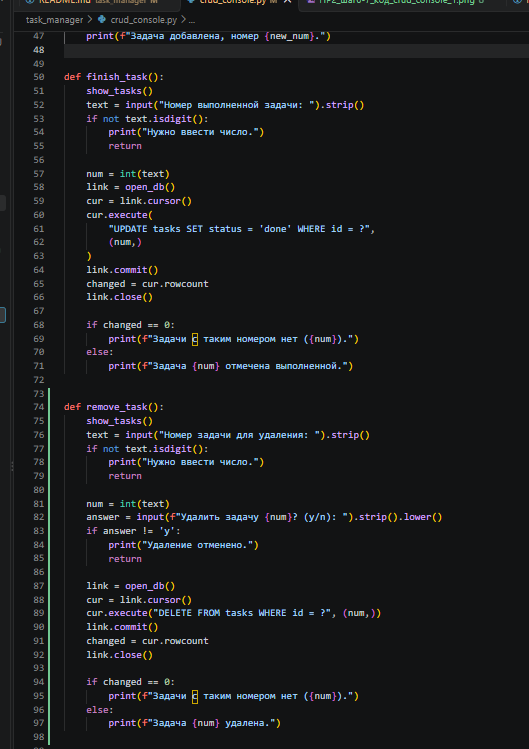 README.md task_manager M crud_console.py M
task_manager > crud_console.py > ...
47 print(f"Задача добавлена, номер {new_num}.")
48
49
50 def finish_task():
51 show_tasks()
52 text = input("Номер выполненной задачи: ").strip()
53 if not text.isdigit():
54 print("Нужно ввести число.")
55 return
56
57 num = int(text)
58 link = open_db()
59 cur = link.cursor()
60 cur.execute(
61 "UPDATE tasks SET status = 'done' WHERE id = ?",
62 (num,)
63 )
64 link.commit()
65 changed = cur.rowcount
66 link.close()
67
68 if changed == 0:
69 print(f"Задачи с таким номером нет ({num}).")
70 else:
71 print(f"Задача {num} отмечена выполненной.")
72
73
74 def remove_task():
75 show_tasks()
76 text = input("Номер задачи для удаления: ").strip()
77 if not text.isdigit():
78 print("Нужно ввести число.")
79 return
80
81 num = int(text)
82 answer = input(f"Удалить задачу {num}? (y/n): ").strip().lower()
83 if answer != 'y':
84 print("Удаление отменено.")
85 return
86
87 link = open_db()
88 cur = link.cursor()
89 cur.execute("DELETE FROM tasks WHERE id = ?", (num,))
90 link.commit()
91 changed = cur.rowcount
92 link.close()
93
94 if changed == 0:
95 print(f"Задачи с таким номером нет ({num}).")
96 else:
97 print(f"Задача {num} удалена.")
98